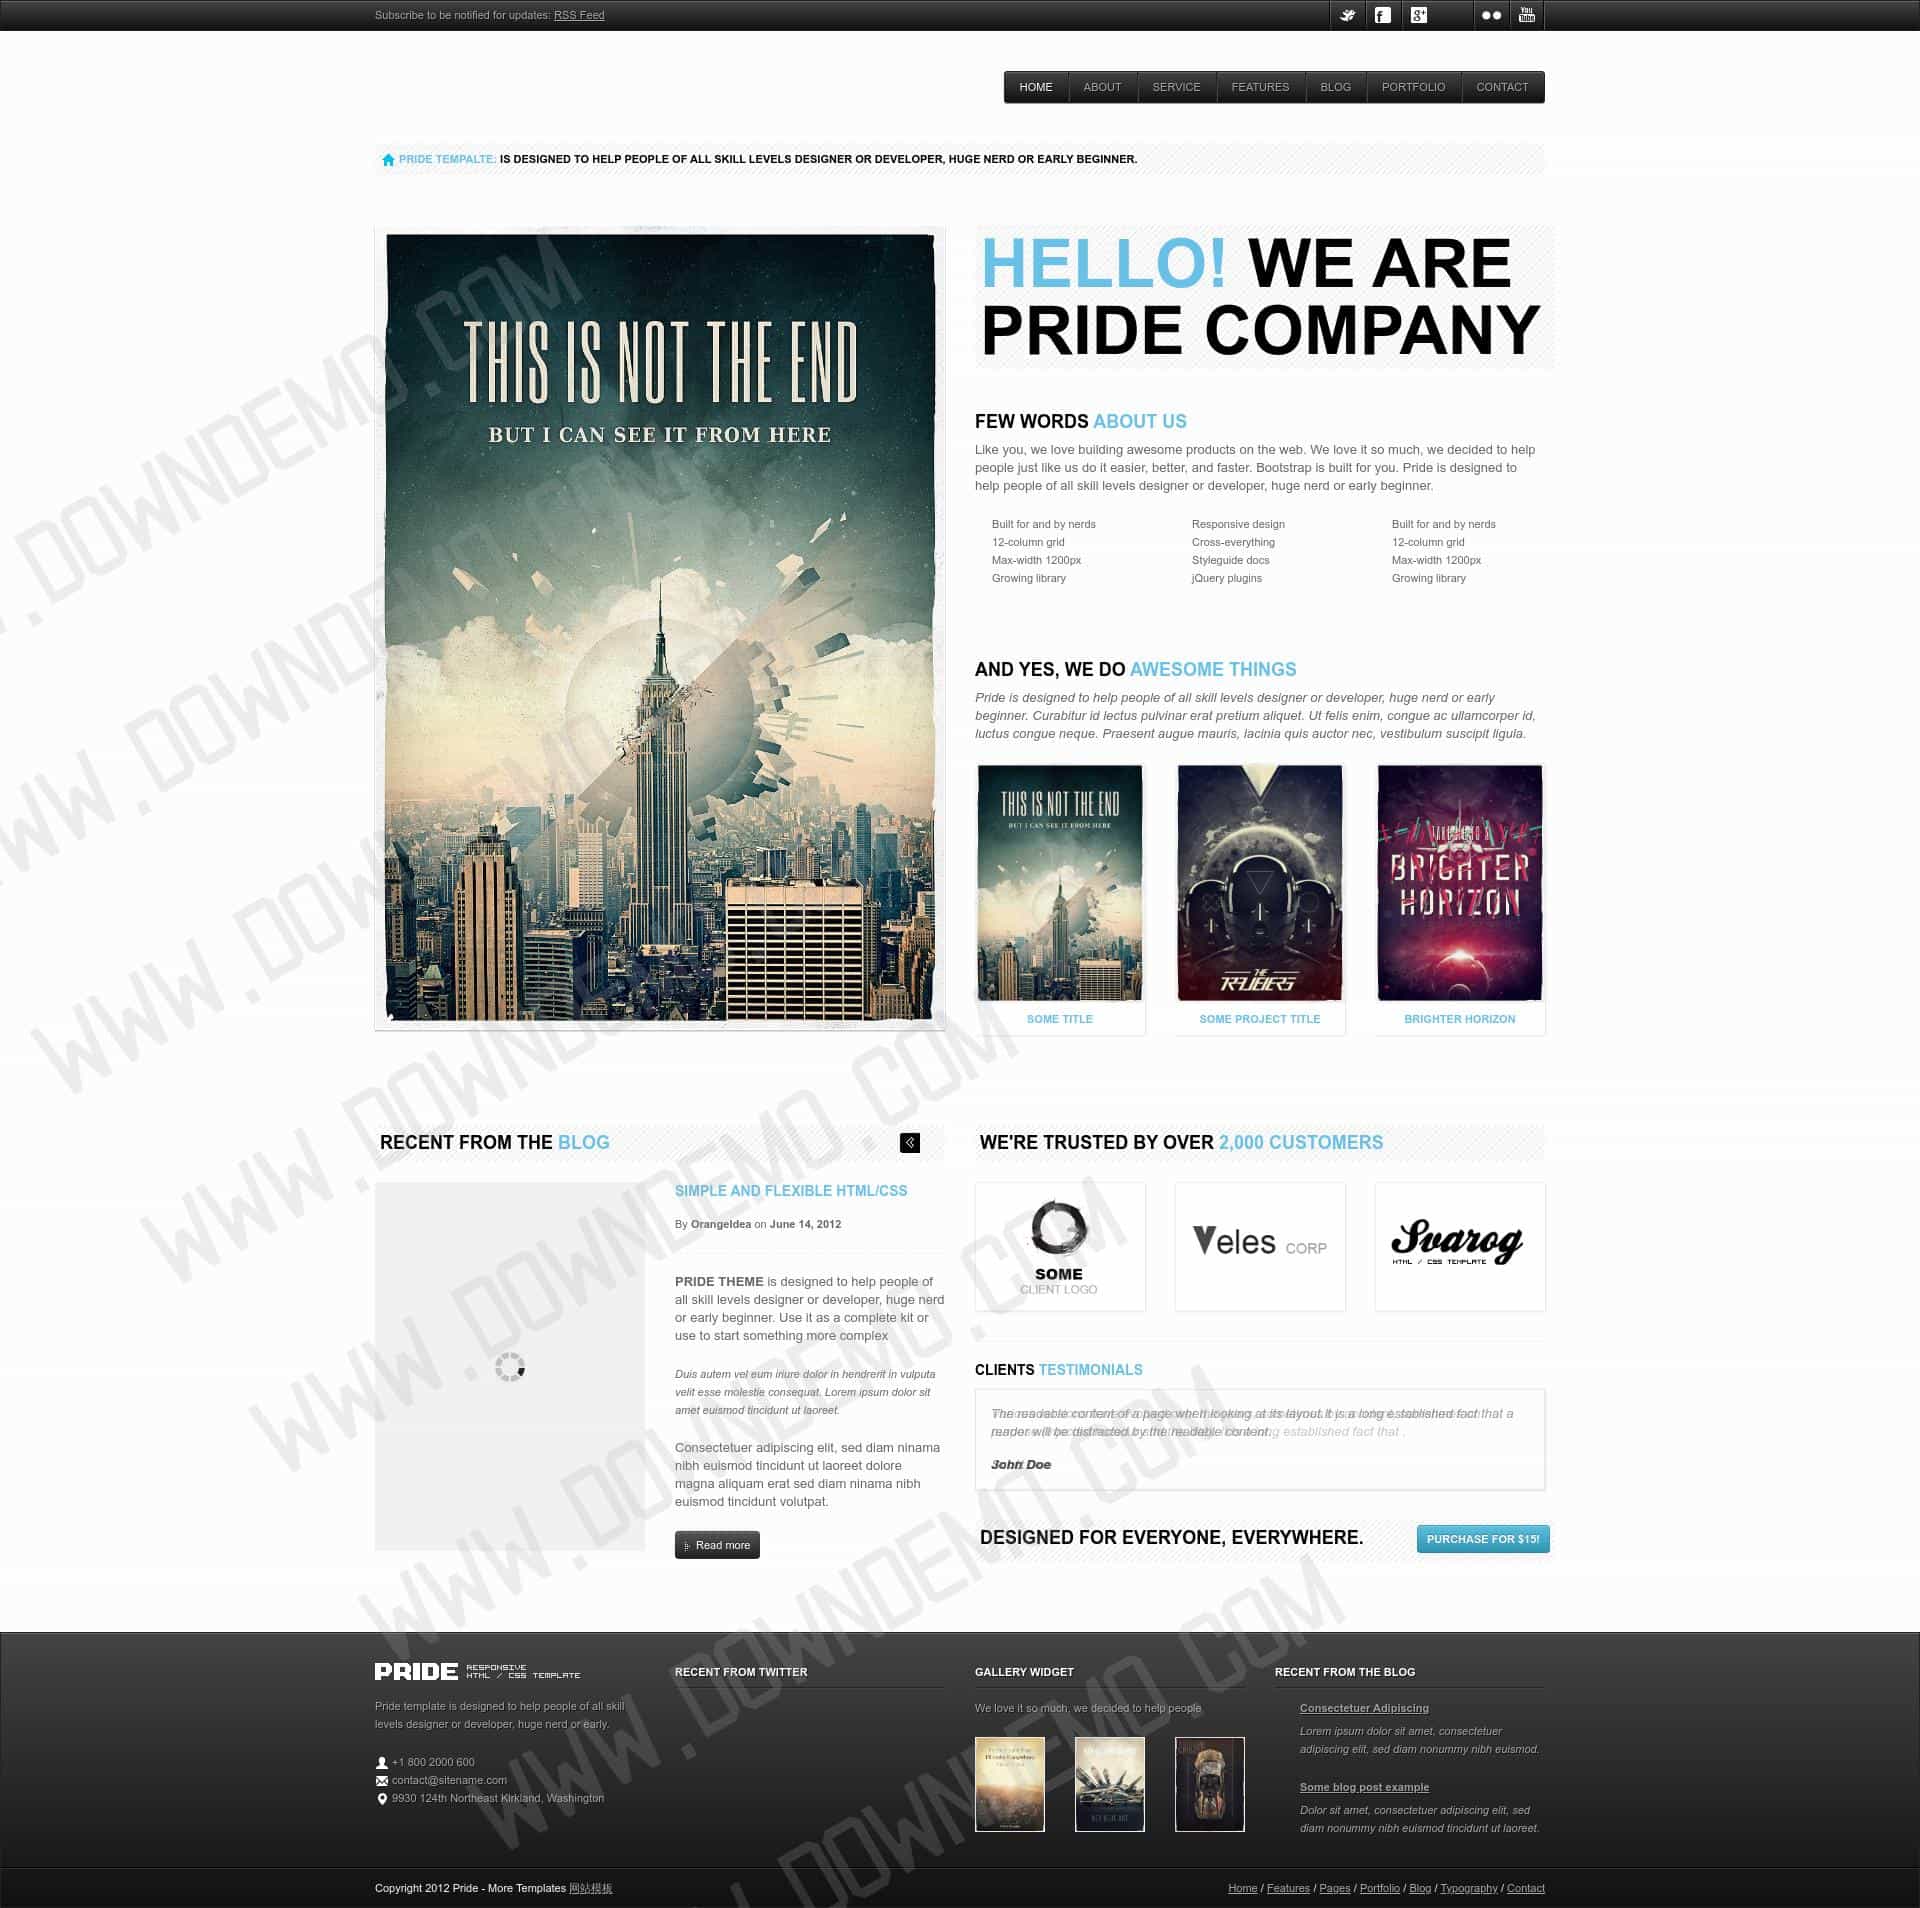 Subscribe to be notified for updates: RSS Feed
HOME ABOUT SERVICE FEATURES BLOG PORTFOLIO CONTACT
PRIDE TEMPALTE: IS DESIGNED TO HELP PEOPLE OF ALL SKILL LEVELS DESIGNER OR DEVELOPER, HUGE NERD OR EARLY BEGINNER.
THIS IS NOT THE END
BUT I CAN SEE IT FROM HERE
HELLO! WE ARE
PRIDE COMPANY
FEW WORDS ABOUT US
Like you, we love building awesome products on the web. We love it so much, we decided to help
people just like us do it easier, better, and faster. Bootstrap is built for you. Pride is designed to
help people of all skill levels designer or developer, huge nerd or early beginner.
Built for and by nerds
12-column grid
Max-width 1200px
Growing library
Responsive design
Cross-everything
Styleguide docs
jQuery plugins
Built for and by nerds
12-column grid
Max-width 1200px
Growing library
AND YES, WE DO AWESOME THINGS
Pride is designed to help people of all skill levels designer or developer, huge nerd or early
beginner. Curabitur id lectus pulvinar erat pretium aliquet. Ut felis enim, congue ac ullamcorper id,
luctus congue neque. Praesent augue mauris, lacinia quis auctor nec, vestibulum suscipit ligula.
THIS IS NOT THE END
BUT I CAN SEE IT FROM HERE
SOME TITLE
THE
SOME PROJECT TITLE
BRIGHTER
HORIZON
BRIGHTER HORIZON
RECENT FROM THE BLOG
SIMPLE AND FLEXIBLE HTML/CSS
By OrangeIdea on June 14, 2012
PRIDE THEME is designed to help people of
all skill levels designer or developer, huge nerd
or early beginner. Use it as a complete kit or
use to start something more complex
Duis autem vel eum iriure dolor in hendrerit in vulputa
velit esse molestie consequat. Lorem ipsum dolor sit
amet euismod tincidunt ut laoreet.
Consectetuer adipiscing elit, sed diam ninama
nibh euismod tincidunt ut laoreet dolore
magna aliquam erat sed diam ninama nibh
euismod tincidunt volutpat.
Read more
WE'RE TRUSTED BY OVER 2,000 CUSTOMERS
SOME
CLIENT LOGO
Veles CORP
Svarog
HTML / CSS TEMPLATE
CLIENTS TESTIMONIALS
The readable content of a page when looking at its layout. It is a long established fact that a
reader will be distracted by the readable content.
John Doe
DESIGNED FOR EVERYONE, EVERYWHERE.
PURCHASE FOR $15!
PRIDE RESPONSIVE
HTML / CSS TEMPLATE
Pride template is designed to help people of all skill
levels designer or developer, huge nerd or early.
+1 800 2000 600
contact@sitename.com
9930 124th Northeast Kirkland, Washington
RECENT FROM TWITTER
GALLERY WIDGET
We love it so much, we decided to help people
RECENT FROM THE BLOG
Consectetuer Adipiscing
Lorem ipsum dolor sit amet, consectetuer
adipiscing elit, sed diam nonummy nibh euismod.
Some blog post example
Dolor sit amet, consectetuer adipiscing elit, sed
diam nonummy nibh euismod tincidunt ut laoreet.
Copyright 2012 Pride - More Templates 网站模板
Home / Features / Pages / Portfolio / Blog / Typography / Contact
WWW.DOWNDEMO.COM